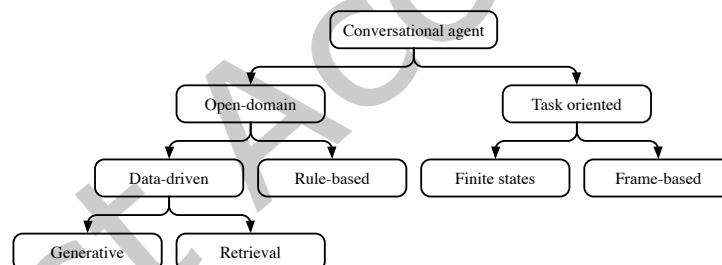 Conversational agent
Open-domain
Task oriented
Data-driven
Rule-based
Finite states
Frame-based
Generative
Retrieval